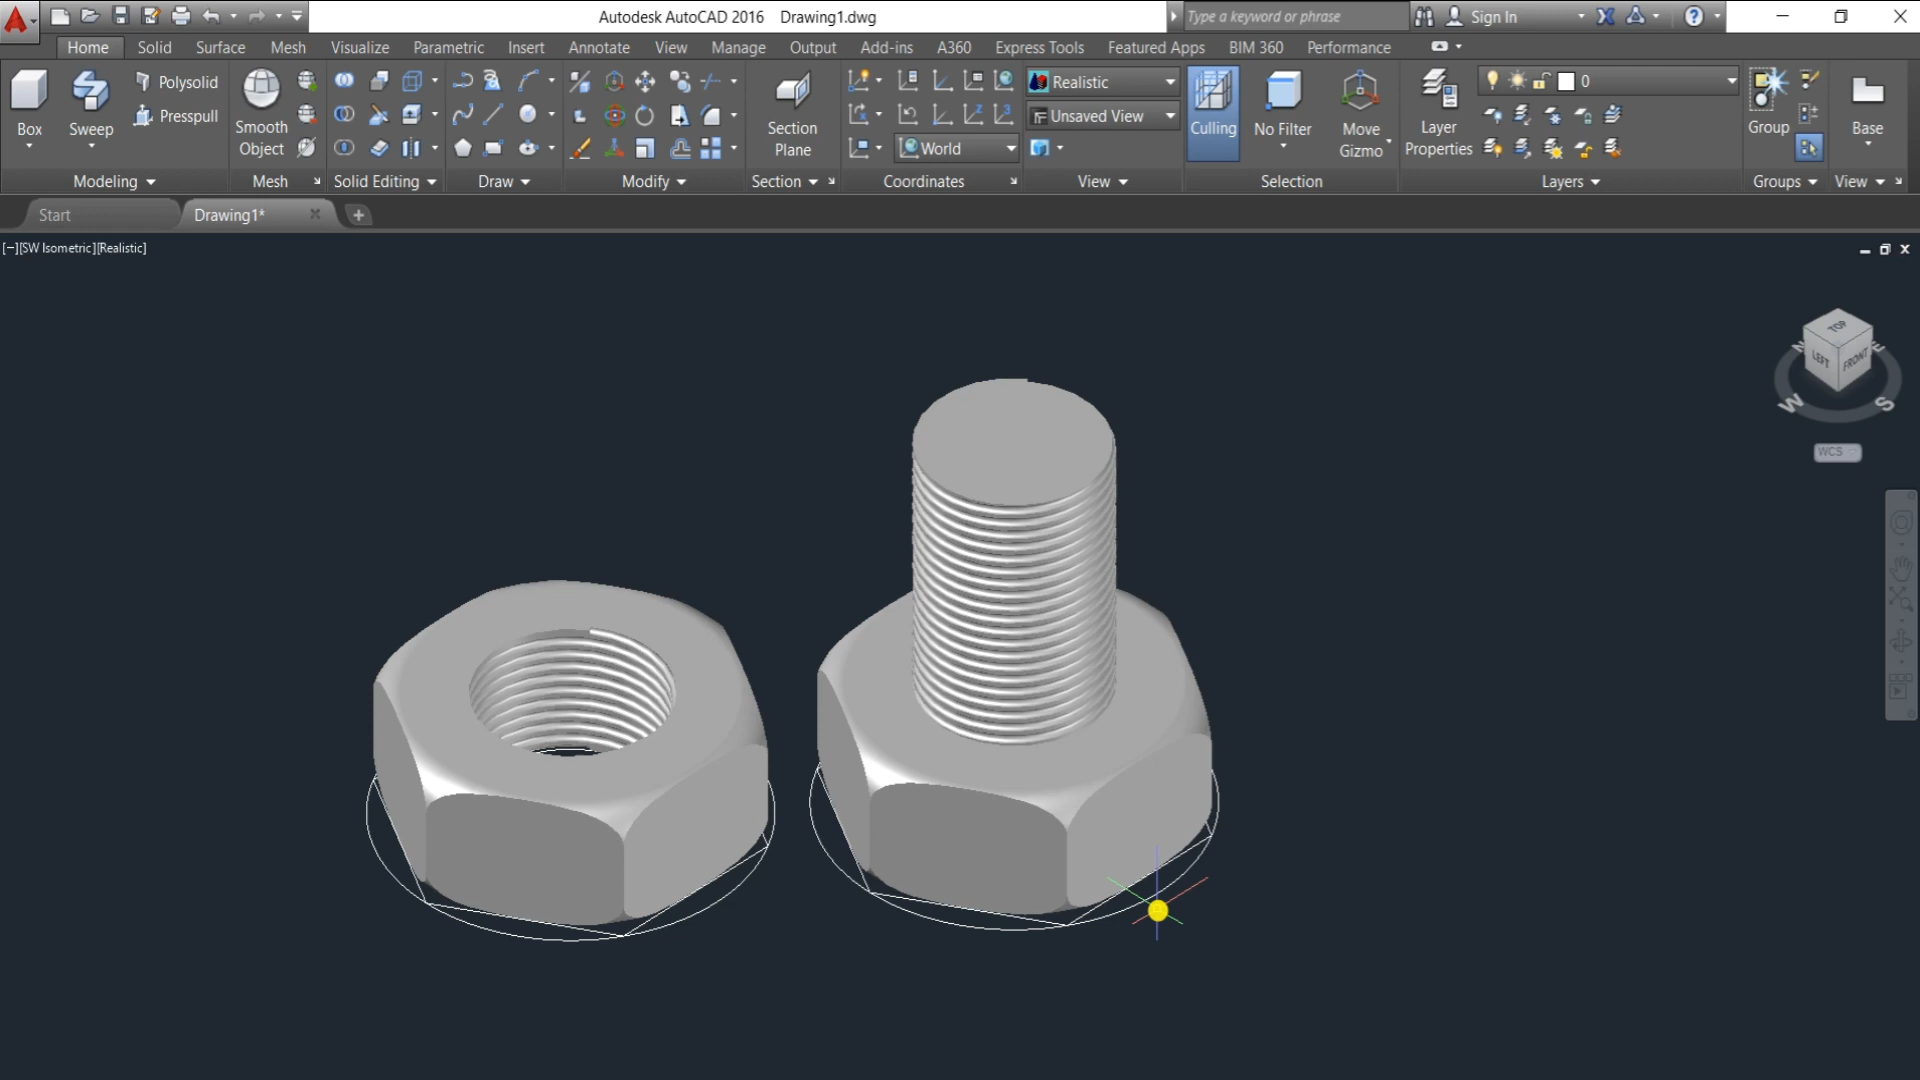 Autodesk AutoCAD 2016 Drawing1.dwg
Type a keyword or phrase
Sign In
Home Solid Surface Mesh Visualize Parametric Insert Annotate View Manage Output Add-ins A360 Express Tools Featured Apps BIM 360 Performance
Box
Sweep
Polysolid
Presspull
Smooth
Object
Section
Plane
World
Realistic
Unsaved View
Culling
No Filter
Move
Gizmo
Layer
Properties
0
Group
Base
Modeling Mesh Solid Editing Draw Modify Section Coordinates View Selection Layers Groups View
Start
Drawing1*
[−][SW Isometric][Realistic]
TOP
LEFT
FRONT
N
E
W
S
WCS